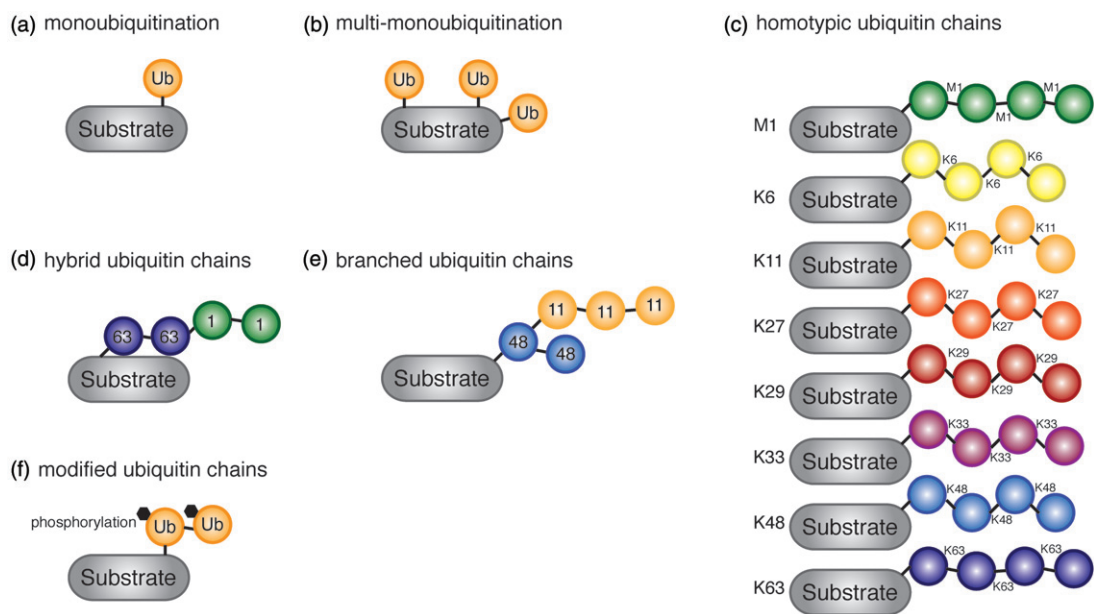 (a) monoubiquitination
Ub
Substrate
(b) multi-monoubiquitination
Ub Ub
Ub
Substrate
(c) homotypic ubiquitin chains
M1 Substrate M1 M1 M1
K6 Substrate K6 K6 K6
K11 Substrate K11 K11 K11
K27 Substrate K27 K27 K27
K29 Substrate K29 K29 K29
K33 Substrate K33 K33 K33
K48 Substrate K48 K48 K48
K63 Substrate K63 K63 K63
(d) hybrid ubiquitin chains
63 63 1 1
Substrate
(e) branched ubiquitin chains
11 11 11
48 48
Substrate
(f) modified ubiquitin chains
phosphorylation Ub Ub
Substrate